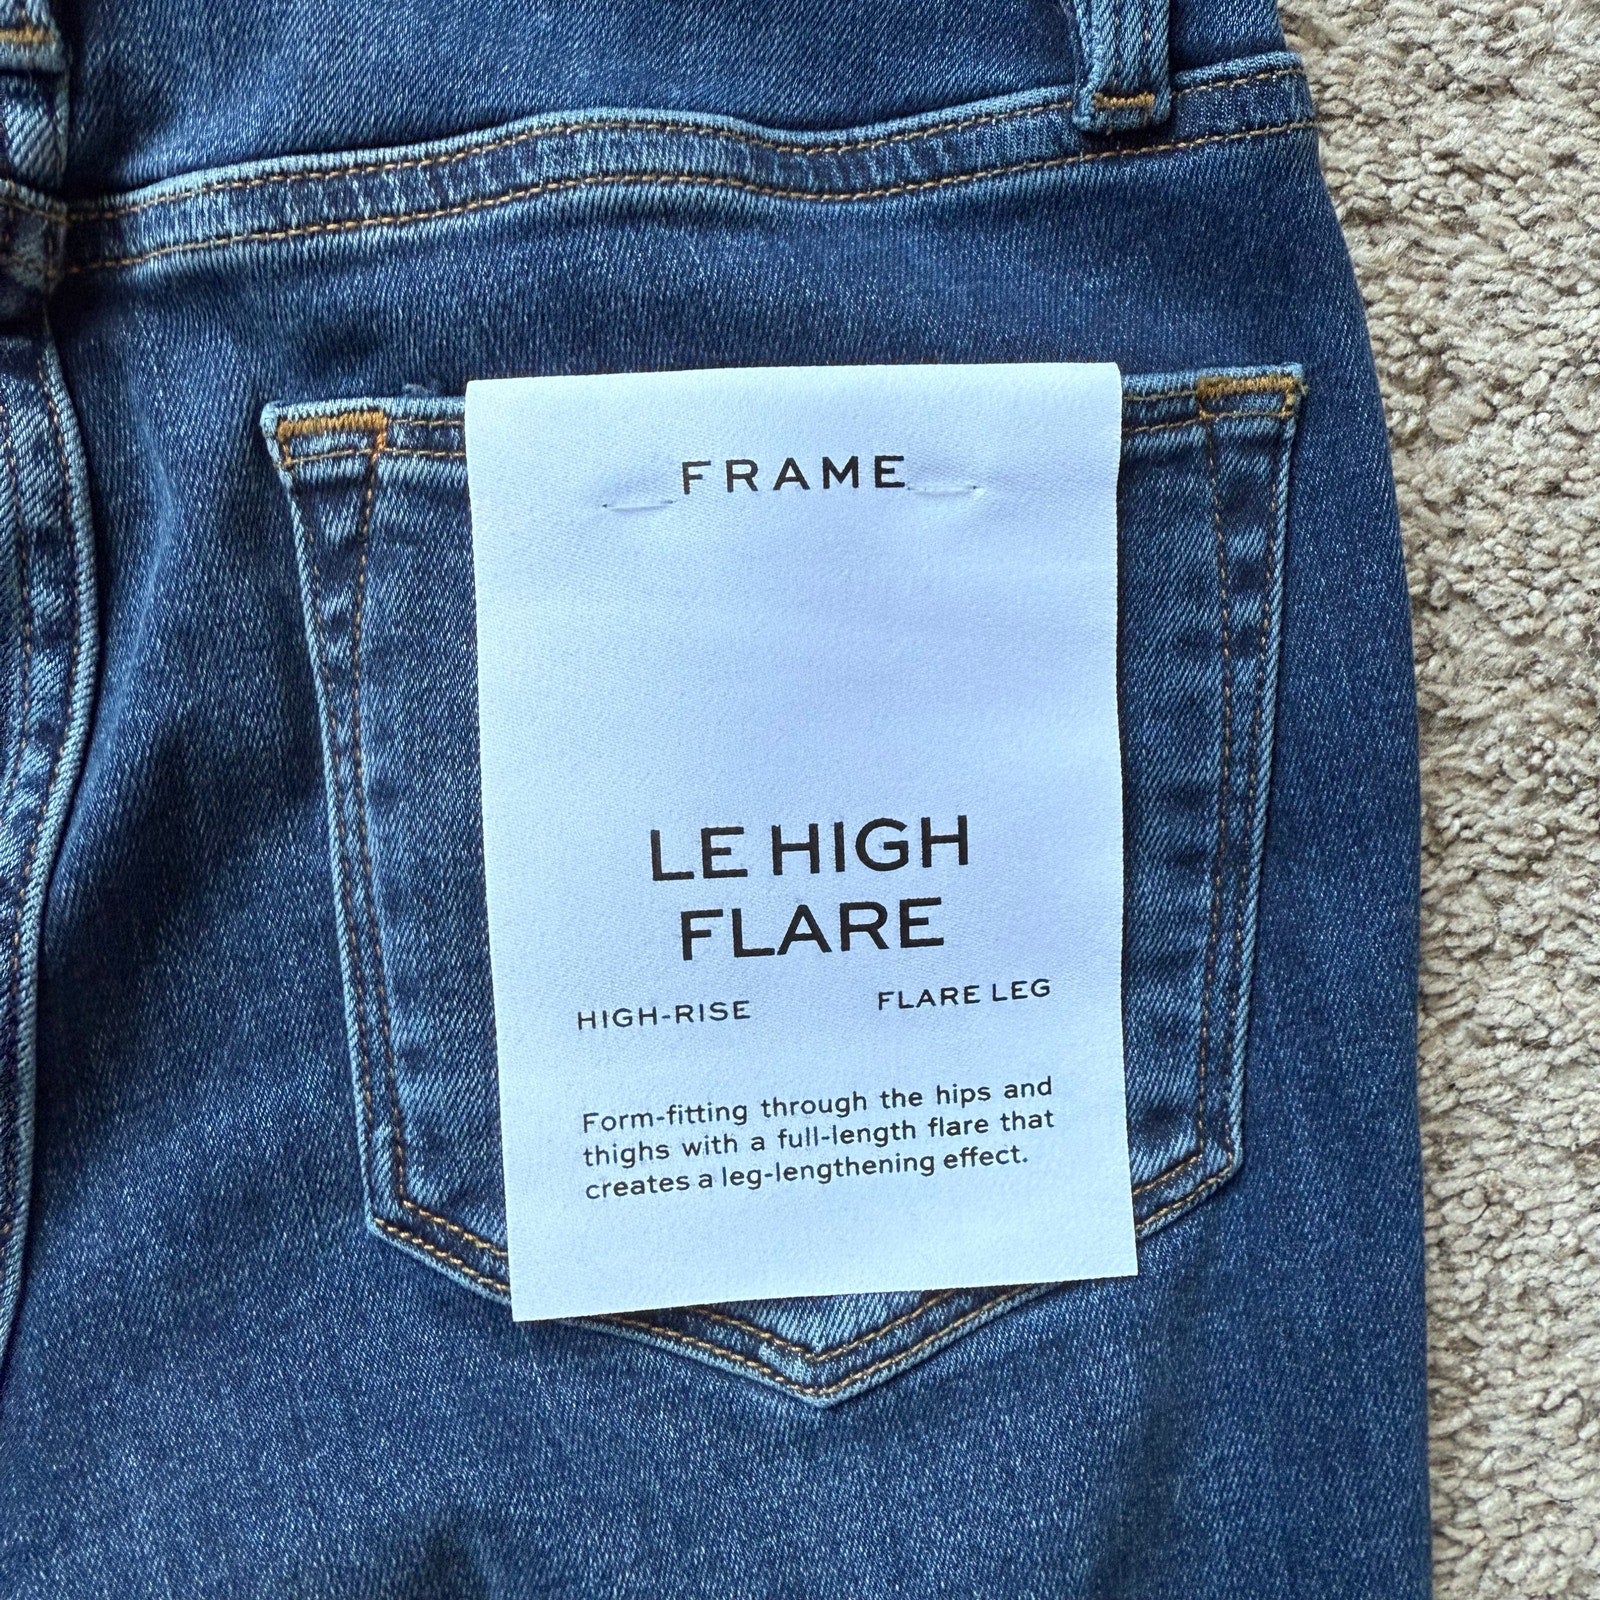 FRAME
LE HIGH
FLARE
HIGH-RISE FLARE LEG
Form-fitting through the hips and
thighs with a full-length flare that
creates a leg-lengthening effect.